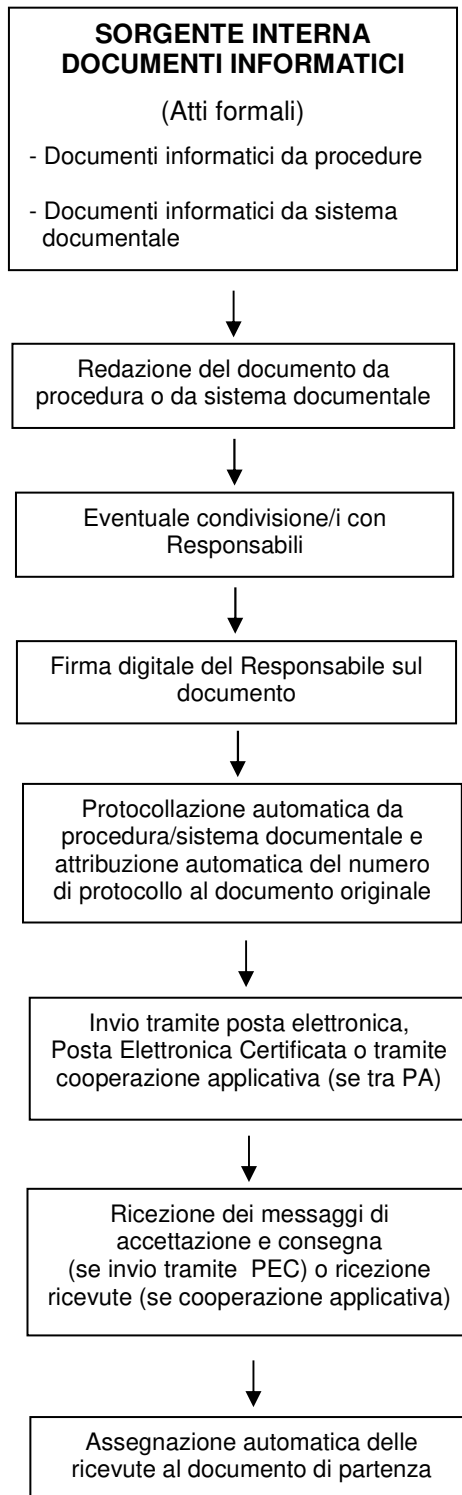 SORGENTE INTERNA
DOCUMENTI INFORMATICI
(Atti formali)
- Documenti informatici da procedure
- Documenti informatici da sistema
documentale
Redazione del documento da
procedura o da sistema documentale
Eventuale condivisione/i con
Responsabili
Firma digitale del Responsabile sul
documento
Protocollazione automatica da
procedura/sistema documentale e
attribuzione automatica del numero
di protocollo al documento originale
Invio tramite posta elettronica,
Posta Elettronica Certificata o tramite
cooperazione applicativa (se tra PA)
Ricezione dei messaggi di
accettazione e consegna
(se invio tramite PEC) o ricezione
ricevute (se cooperazione applicativa)
Assegnazione automatica delle
ricevute al documento di partenza